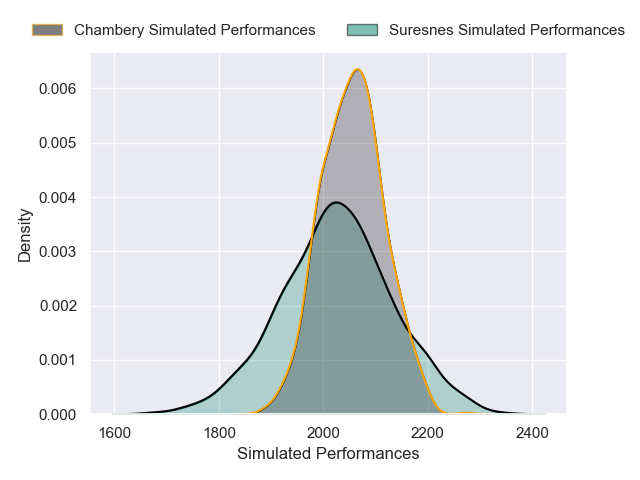 Chambery Simulated Performances Suresnes Simulated Performances
0.006
0.005
0.004
0.003
0.002
0.001
0.000
Density
1600 1800 2000 2200 2400
Simulated Performances